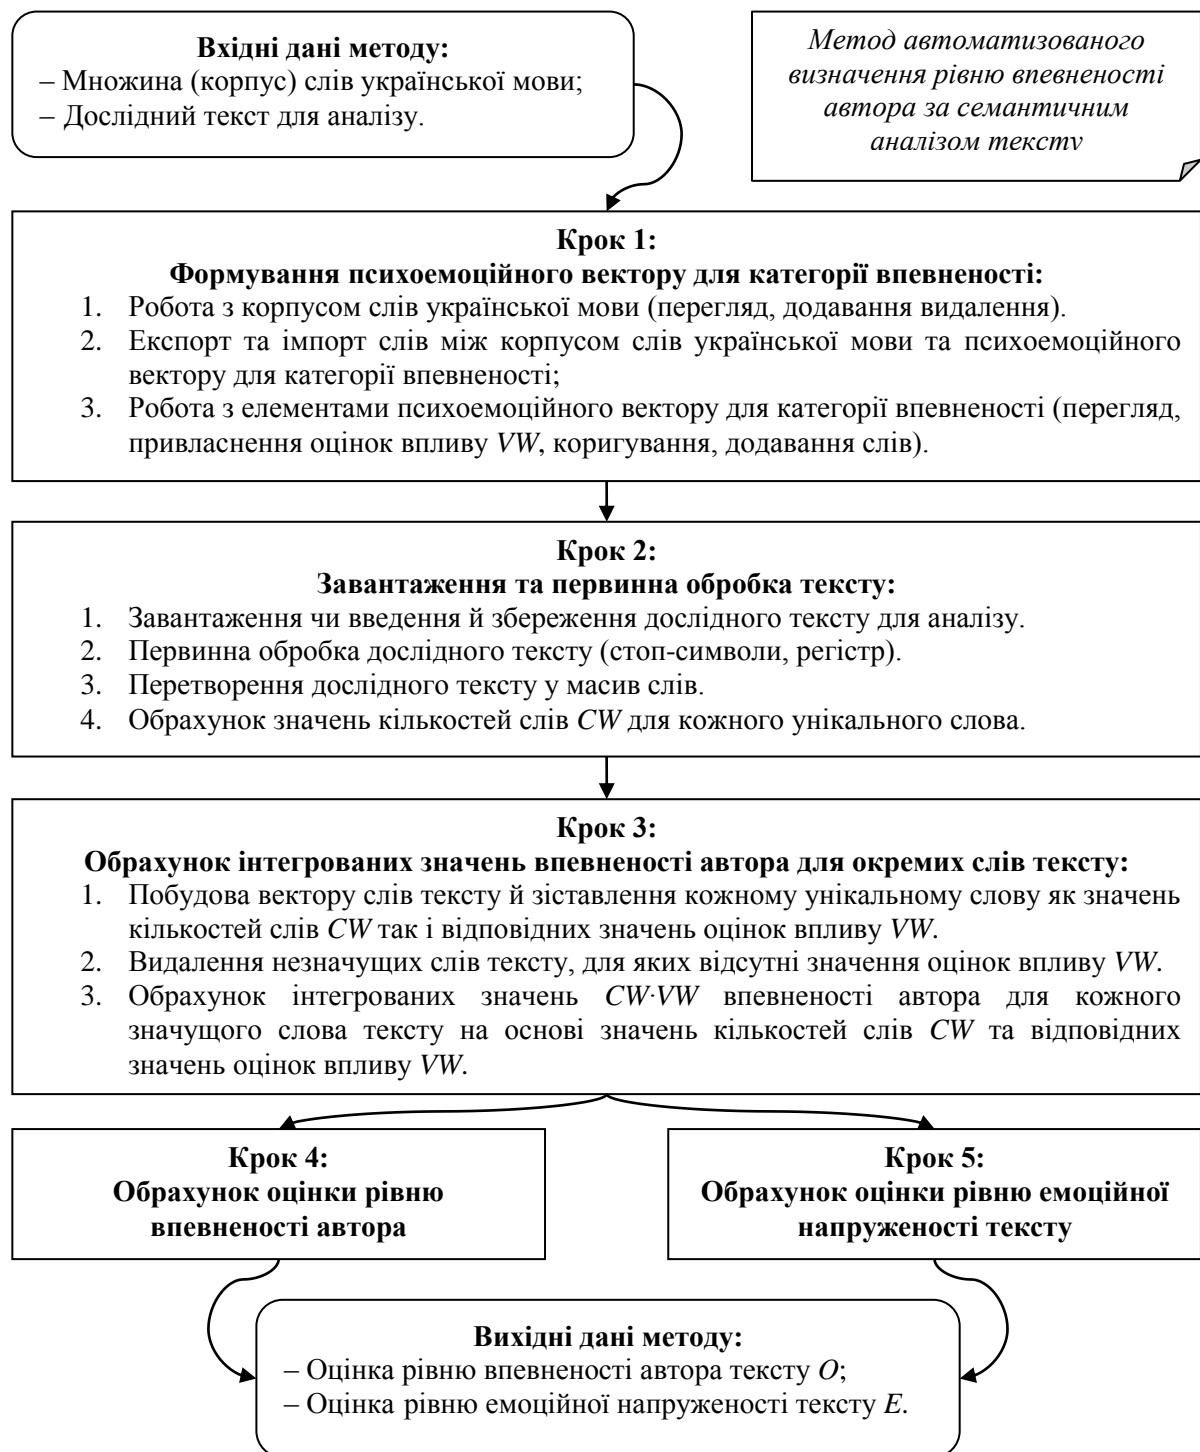 Вхідні дані методу:
– Множина (корпус) слів української мови;
– Дослідний текст для аналізу.
Метод автоматизованого
визначення рівню впевненості
автора за семантичним
аналізом тексту
Крок 1:
Формування психоемоційного вектору для категорії впевненості:
1. Робота з корпусом слів української мови (перегляд, додавання видалення).
2. Експорт та імпорт слів між корпусом слів української мови та психоемоційного
вектору для категорії впевненості;
3. Робота з елементами психоемоційного вектору для категорії впевненості (перегляд,
привласнення оцінок впливу VW, коригування, додавання слів).
Крок 2:
Завантаження та первинна обробка тексту:
1. Завантаження чи введення й збереження дослідного тексту для аналізу.
2. Первинна обробка дослідного тексту (стоп-символи, регістр).
3. Перетворення дослідного тексту у масив слів.
4. Обрахунок значень кількостей слів CW для кожного унікального слова.
Крок 3:
Обрахунок інтегрованих значень впевненості автора для окремих слів тексту:
1. Побудова вектору слів тексту й зіставлення кожному унікальному слову як значень
кількостей слів CW так і відповідних значень оцінок впливу VW.
2. Видалення незначущих слів тексту, для яких відсутні значення оцінок впливу VW.
3. Обрахунок інтегрованих значень CW·VW впевненості автора для кожного
значущого слова тексту на основі значень кількостей слів CW та відповідних
значень оцінок впливу VW.
Крок 4:
Обрахунок оцінки рівню
впевненості автора
Крок 5:
Обрахунок оцінки рівню емоційної
напруженості тексту
Вихідні дані методу:
– Оцінка рівню впевненості автора тексту O;
– Оцінка рівню емоційної напруженості тексту E.